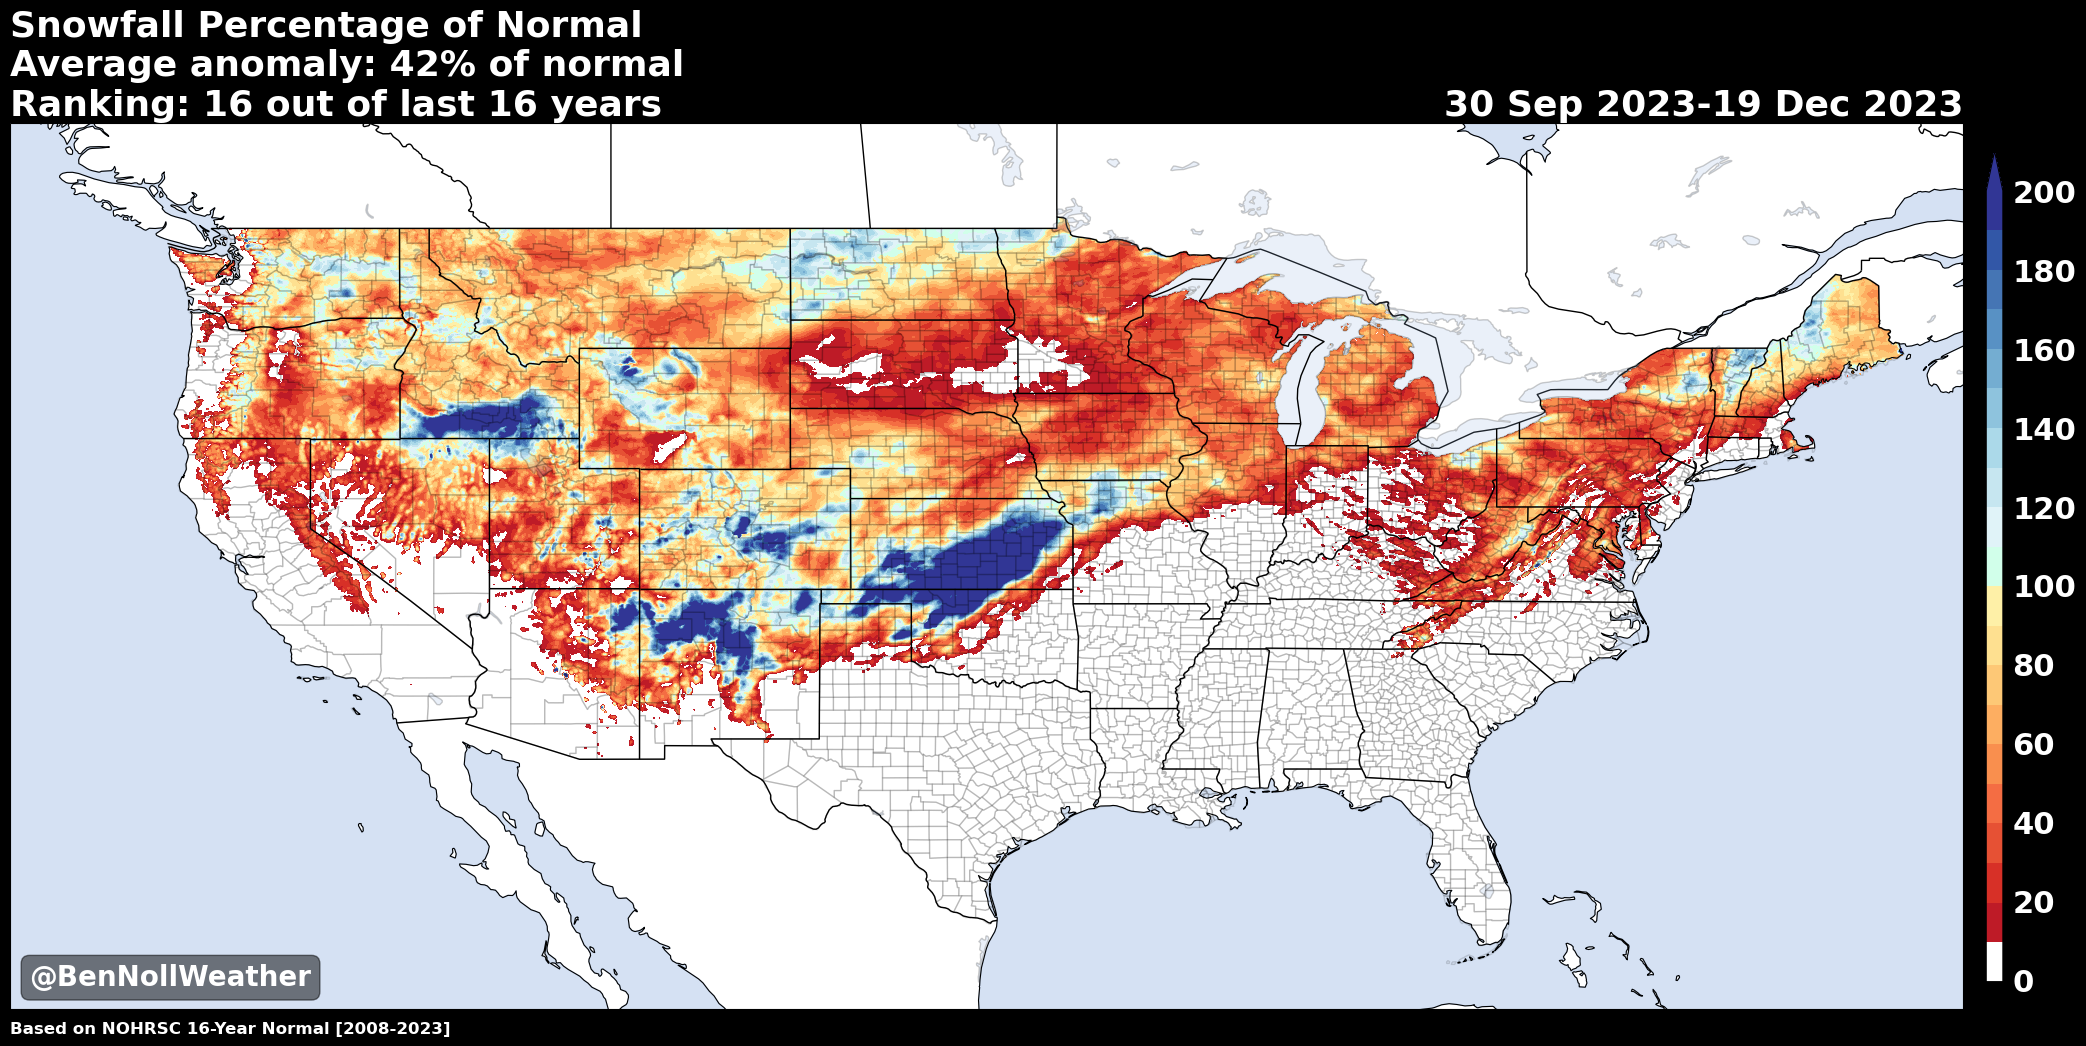 Snowfall Percentage of Normal
Average anomaly: 42% of normal
Ranking: 16 out of last 16 years
30 Sep 2023-19 Dec 2023
200
180
160
140
120
100
80
60
40
20
0
@BenNollWeather
Based on NOHRSC 16-Year Normal [2008-2023]